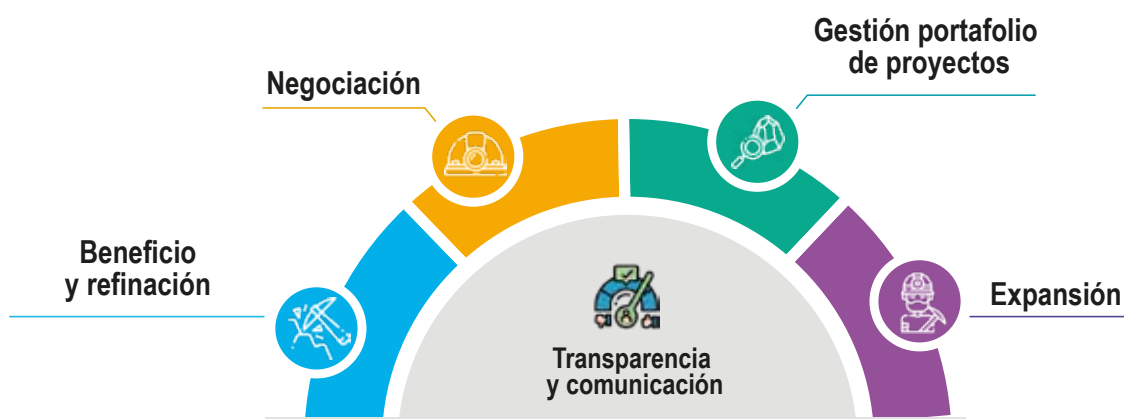 Gestión portafolio
de proyectos
Negociación
Beneficio
y refinación
Expansión
Transparencia
y comunicación